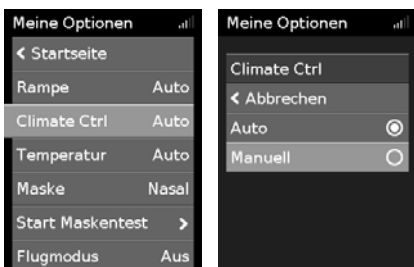 Meine Optionen
< Startseite
Rampe Auto
Climate Ctrl Auto
Temperatur Auto
Maske Nasal
Start Maskentest >
Flugmodus Aus
Meine Optionen
Climate Ctrl
< Abbrechen
Auto
Manuell